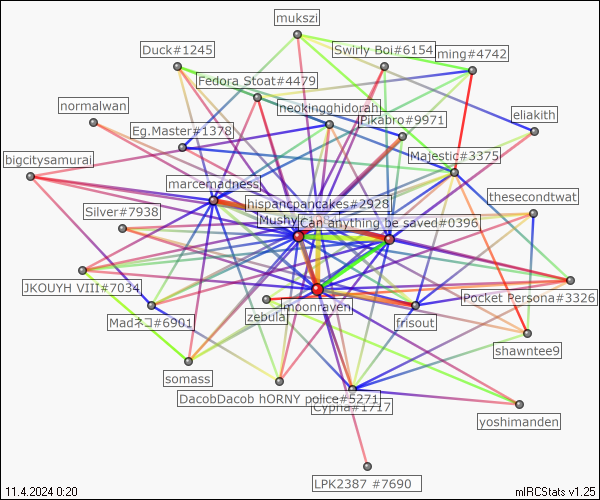 mukszi
Duck#1245
Swirly Boi#6154
ming#4742
Fedora Stoat#4479
normalwan
neokingghidorah
Pikabro#9971
eliakith
Eg.Master#1378
bigcitysamurai
Majestic#3375
marcemadness
hispancpancakes#2928
thesecondtwat
Silver#7938
Mushy
Can anything be saved#0396
JKOUYH VIII#7034
Pocket Persona#3326
Madネコ#6901
zebula
moonraven
frisout
shawntee9
somass
DacobDacob hORNY police#5271
Cypha#1717
yoshimanden
LPK2387 #7690
11.4.2024 0:20
mIRCStats v1.25